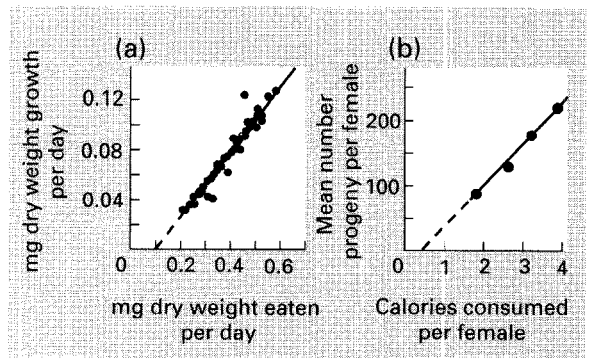 (a)
mg dry weight growth
per day
0.12
0.08
0.04
0
0.2
0.4
0.6
mg dry weight eaten
per day
(b)
Mean number
progeny per female
200
100
0
0
1
2
3
4
Calories consumed
per female